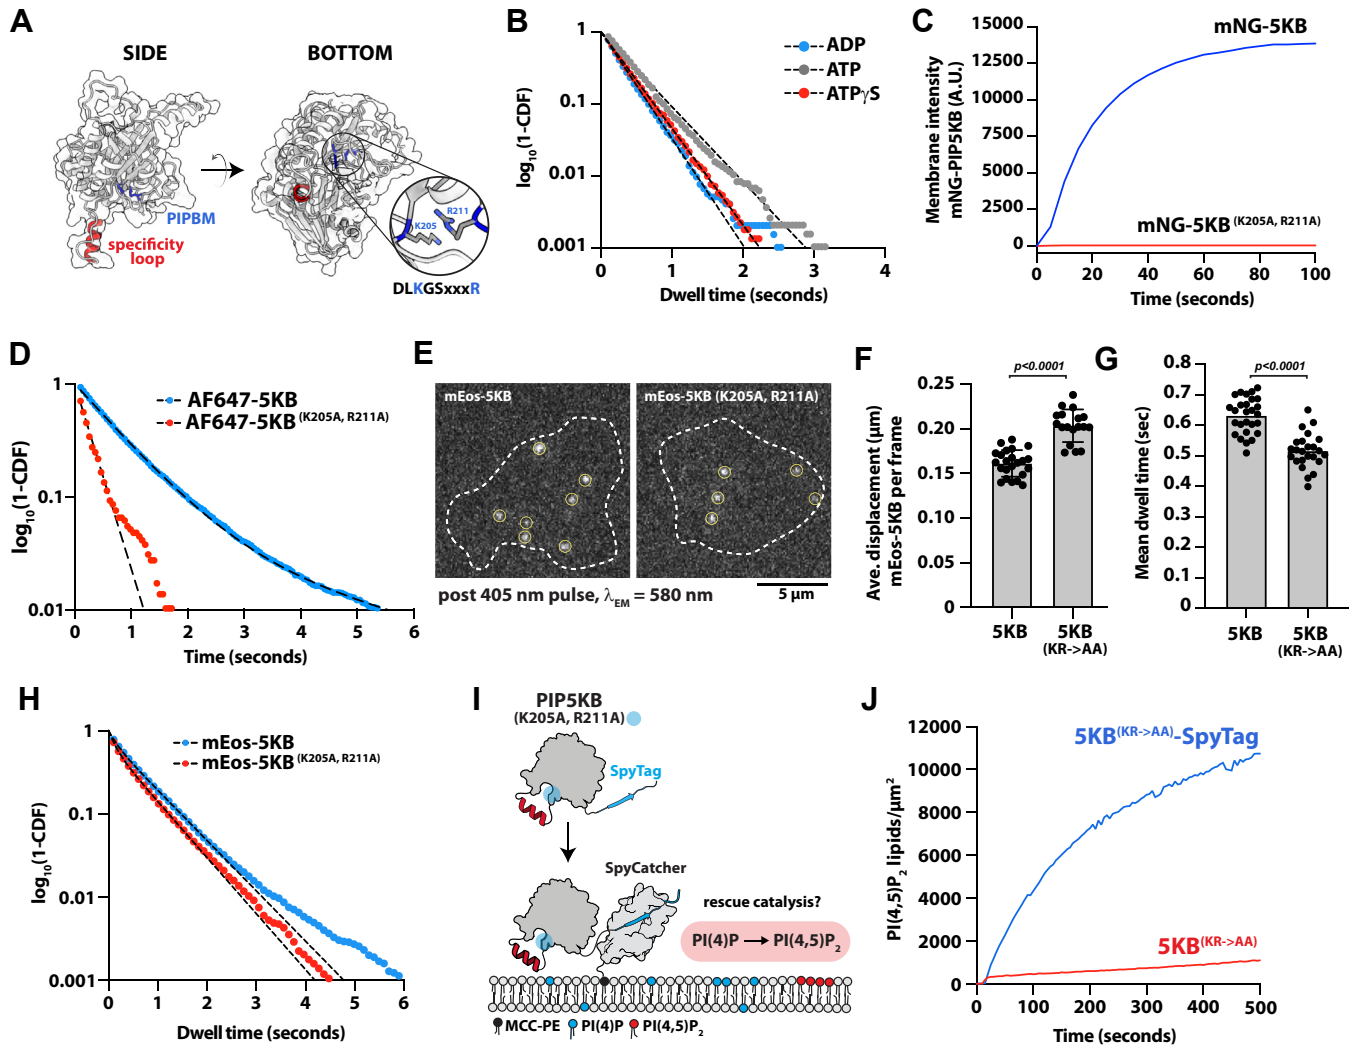 A
SIDE
BOTTOM
PIPBM
specificity
loop
K205
R211
DLKGSxxxR
B
log10(1-CDF)
1
0.1
0.01
0.001
0
1
2
3
4
Dwell time (seconds)
ADP
ATP
ATPγS
C
Membrane intensity
mNG-PIP5KB (A.U.)
15000
12500
10000
7500
5000
2500
0
0
20
40
60
80
100
Time (seconds)
mNG-5KB
mNG-5KB (K205A, R211A)
D
log10(1-CDF)
1
0.1
0.01
0
1
2
3
4
5
6
Time (seconds)
AF647-5KB
AF647-5KB (K205A, R211A)
E
mEos-5KB
mEos-5KB (K205A, R211A)
post 405 nm pulse, λEM = 580 nm
5 µm
F
Ave. displacement (µm)
mEos-5KB per frame
p<0.0001
0.25
0.20
0.15
0.10
0.05
0
5KB
5KB
(KR->AA)
G
Mean dwell time (sec)
p<0.0001
0.8
0.7
0.6
0.5
0.4
0.3
0.2
0.1
0
5KB
5KB
(KR->AA)
H
log10(1-CDF)
1
0.1
0.01
0.001
0
1
2
3
4
5
6
Dwell time (seconds)
mEos-5KB
mEos-5KB (K205A, R211A)
I
PIP5KB
(K205A, R211A)
SpyTag
SpyCatcher
rescue catalysis?
PI(4)P → PI(4,5)P2
MCC-PE
PI(4)P
PI(4,5)P2
J
PI(4,5)P2 lipids/µm²
12000
10000
8000
6000
4000
2000
0
0
100
200
300
400
500
Time (seconds)
5KB(KR->AA)-SpyTag
5KB(KR->AA)